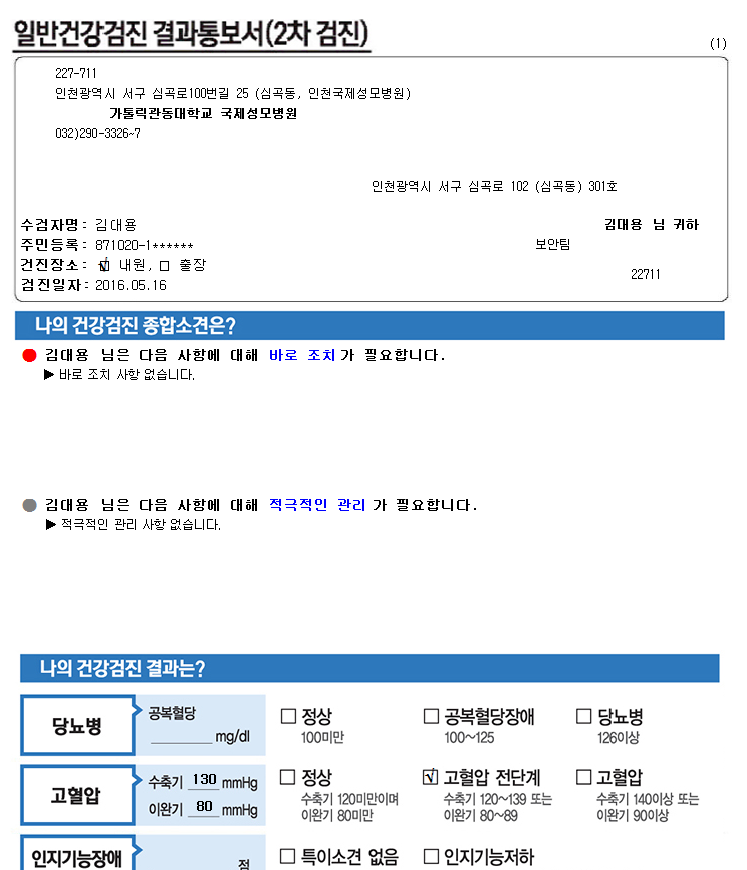 일반건강검진 결과통보서(2차 검진)
(1)
227-711
인천광역시 서구 심곡로100번길 25 (심곡동, 인천국제성모병원)
가톨릭관동대학교 국제성모병원
032)290-3326~7
인천광역시 서구 심곡로 102 (심곡동) 301호
수검자명: 김대용 김대용 님 귀하
주민등록: 871020-1****** 보안팀
건진장소: ☑ 내원, □ 출장
22711
검진일자: 2016.05.16
나의 건강검진 종합소견은?
● 김대용 님은 다음 사항에 대해 바로 조치가 필요합니다.
▶ 바로 조치 사항 없습니다.
● 김대용 님은 다음 사항에 대해 적극적인 관리 가 필요합니다.
▶ 적극적인 관리 사항 없습니다.
나의 건강검진 결과는?
당뇨병 공복혈당 ______ mg/dl
□ 정상 □ 공복혈당장애 □ 당뇨병
100미만 100~125 126이상
고혈압 수축기 130 mmHg 이완기 80 mmHg
□ 정상 ☑ 고혈압 전단계 □ 고혈압
수축기 120미만이며 수축기 120~139 또는 수축기 140이상 또는
이완기 80미만 이완기 80~89 이완기 90이상
인지기능장애 점 □ 특이소견 없음 □ 인지기능저하